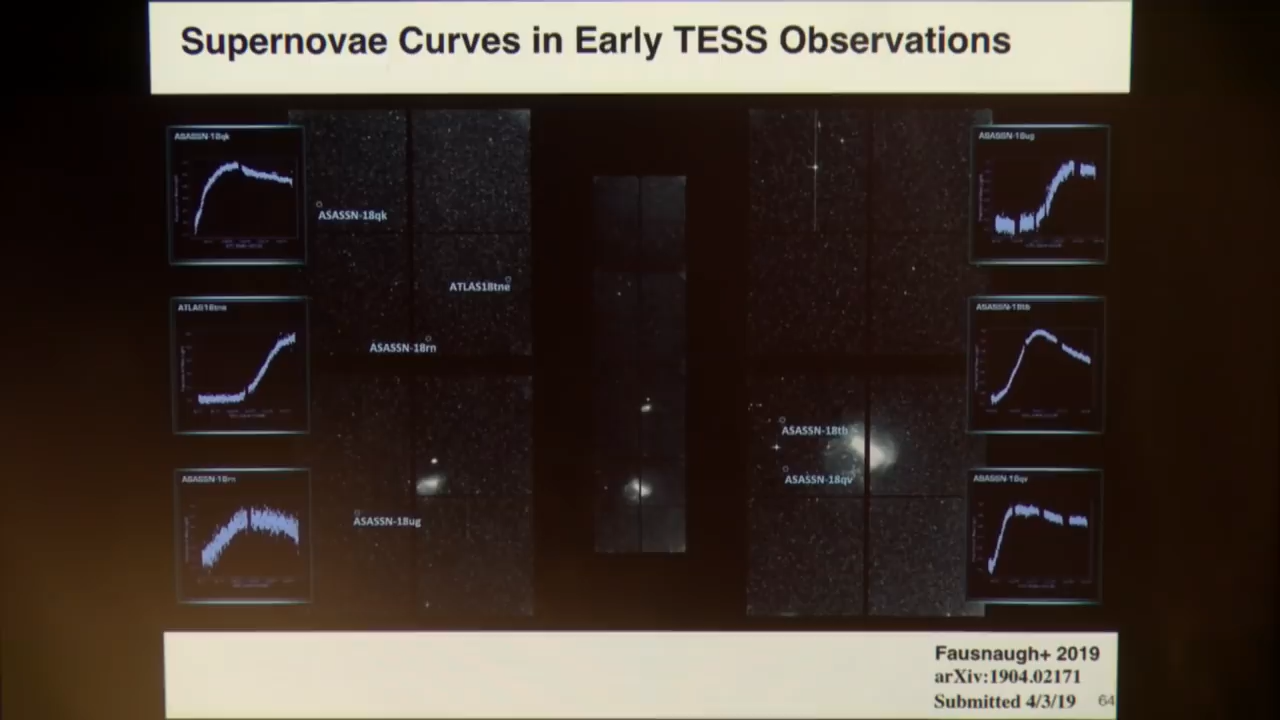 Supernovae Curves in Early TESS Observations
ASASSN-18qk
ASASSN-18ug
ASASSN-18qk
ATLAS18tne
ATLAS18tne
ASASSN-18tb
ASASSN-18rn
ASASSN-18tb
ASASSN-18rn
ASASSN-18qv
ASASSN-18qv
ASASSN-18ug
Fausnaugh+ 2019
arXiv:1904.02171
Submitted 4/3/19 64